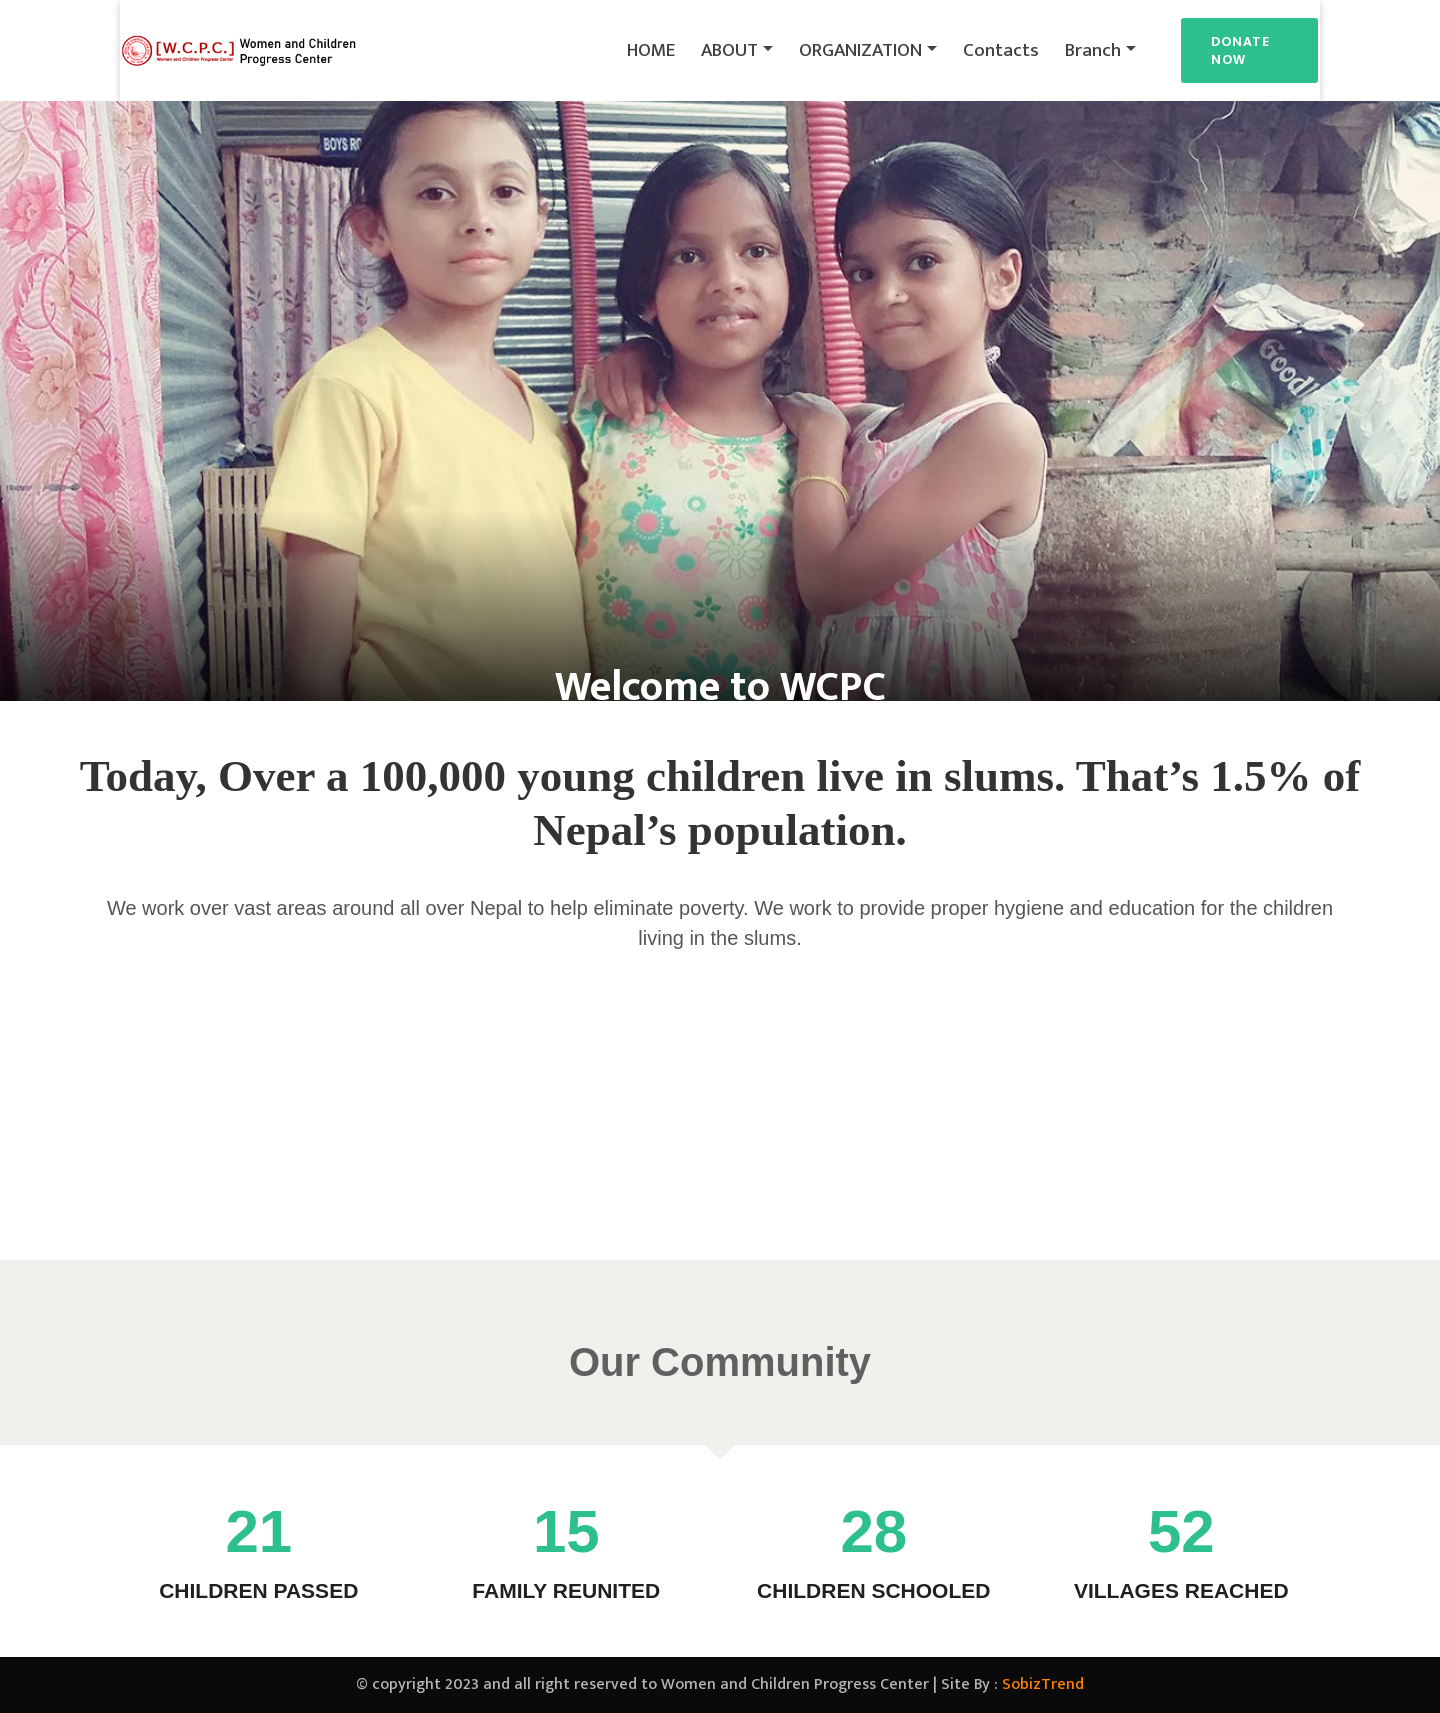 [W.C.P.C.]
Women and Children Progress Center
Women and Children
Progress Center
HOME
ABOUT
ORGANIZATION
Contacts
Branch
DONATE
NOW
BOYS
Good
Welcome to WCPC
Today, Over a 100,000 young children live in slums. That’s 1.5% of
Nepal’s population.
We work over vast areas around all over Nepal to help eliminate poverty. We work to provide proper hygiene and education for the children
living in the slums.
Our Community
21
15
28
52
CHILDREN PASSED
FAMILY REUNITED
CHILDREN SCHOOLED
VILLAGES REACHED
© copyright 2023 and all right reserved to Women and Children Progress Center | Site By : SobizTrend